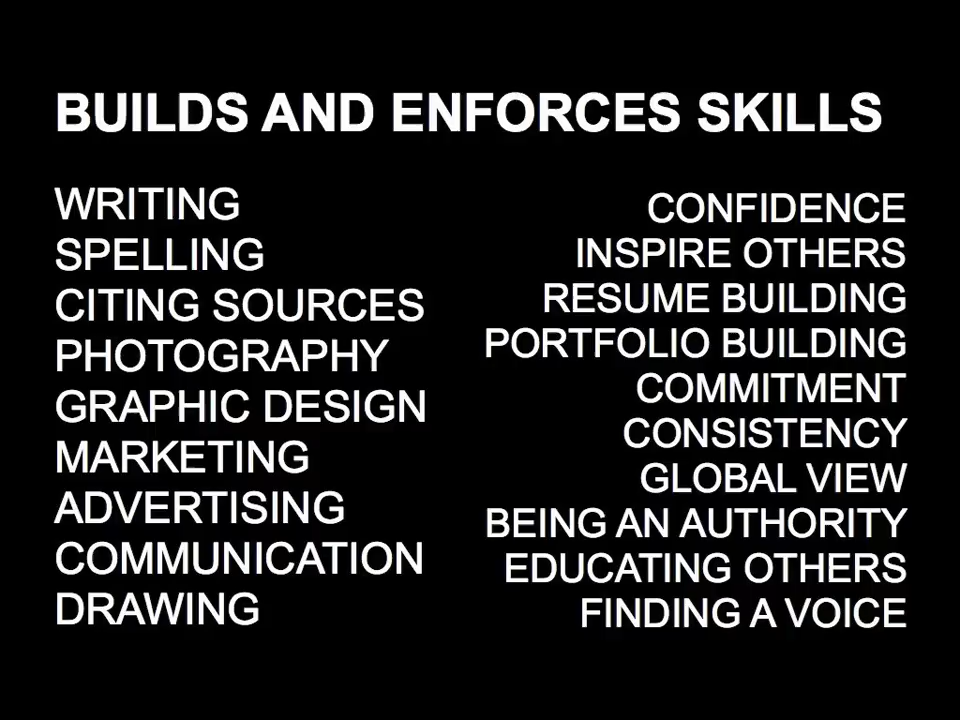 BUILDS AND ENFORCES SKILLS
WRITING
SPELLING
CITING SOURCES
PHOTOGRAPHY
GRAPHIC DESIGN
MARKETING
ADVERTISING
COMMUNICATION
DRAWING
CONFIDENCE
INSPIRE OTHERS
RESUME BUILDING
PORTFOLIO BUILDING
COMMITMENT
CONSISTENCY
GLOBAL VIEW
BEING AN AUTHORITY
EDUCATING OTHERS
FINDING A VOICE